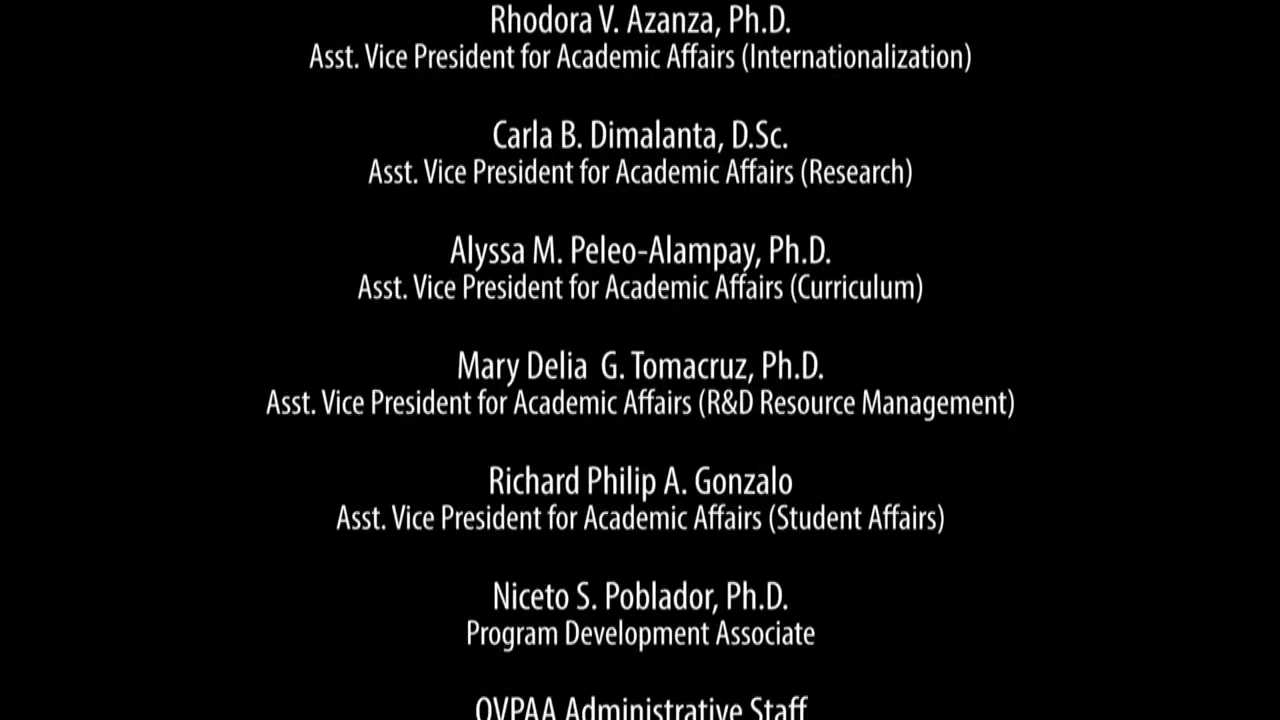 Rhodora V. Azanza, Ph.D.
Asst. Vice President for Academic Affairs (Internationalization)
Carla B. Dimalanta, D.Sc.
Asst. Vice President for Academic Affairs (Research)
Alyssa M. Peleo-Alampay, Ph.D.
Asst. Vice President for Academic Affairs (Curriculum)
Mary Delia G. Tomacruz, Ph.D.
Asst. Vice President for Academic Affairs (R&D Resource Management)
Richard Philip A. Gonzalo
Asst. Vice President for Academic Affairs (Student Affairs)
Niceto S. Poblador, Ph.D.
Program Development Associate
OVPAA Administrative Staff